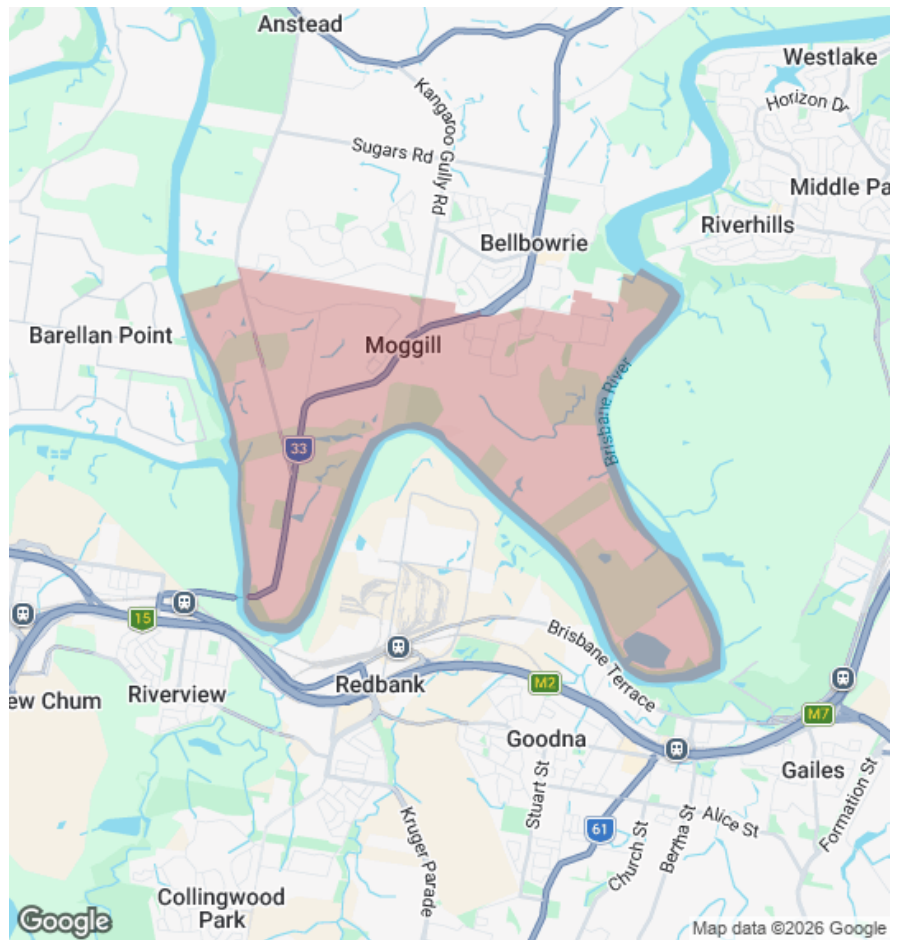 Anstead
Westlake
Horizon Dr
Kangaroo Gully Rd
Sugars Rd
Middle Pa
Riverhills
Bellbowrie
Barellan Point
Moggill
Brisbane River
33
15
Brisbane Terrace
Redbank
M2
Riverview
ew Chum
M7
Goodna
Gailes
Stuart St
Formation St
Alice St
61
Church St
Bertha St
Kruger Parade
Collingwood
Park
Google
Map data ©2026 Google